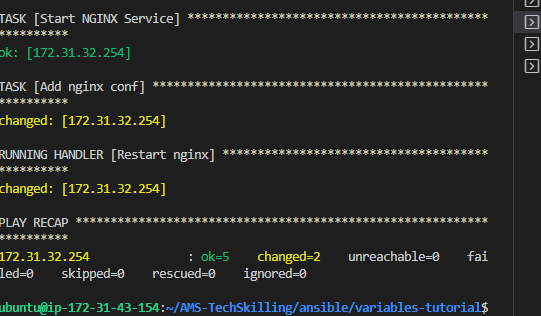 TASK [Start NGINX Service] *******************************************
**********
ok: [172.31.32.254]
TASK [Add nginx conf] ************************************************
**********
changed: [172.31.32.254]
RUNNING HANDLER [Restart nginx] **************************************
**********
changed: [172.31.32.254]
PLAY RECAP ***********************************************************
**********
172.31.32.254 : ok=5 changed=2 unreachable=0 fai
led=0 skipped=0 rescued=0 ignored=0
ubuntu@ip-172-31-43-154:~/AMS-TechSkilling/ansible/variables-tutorial$